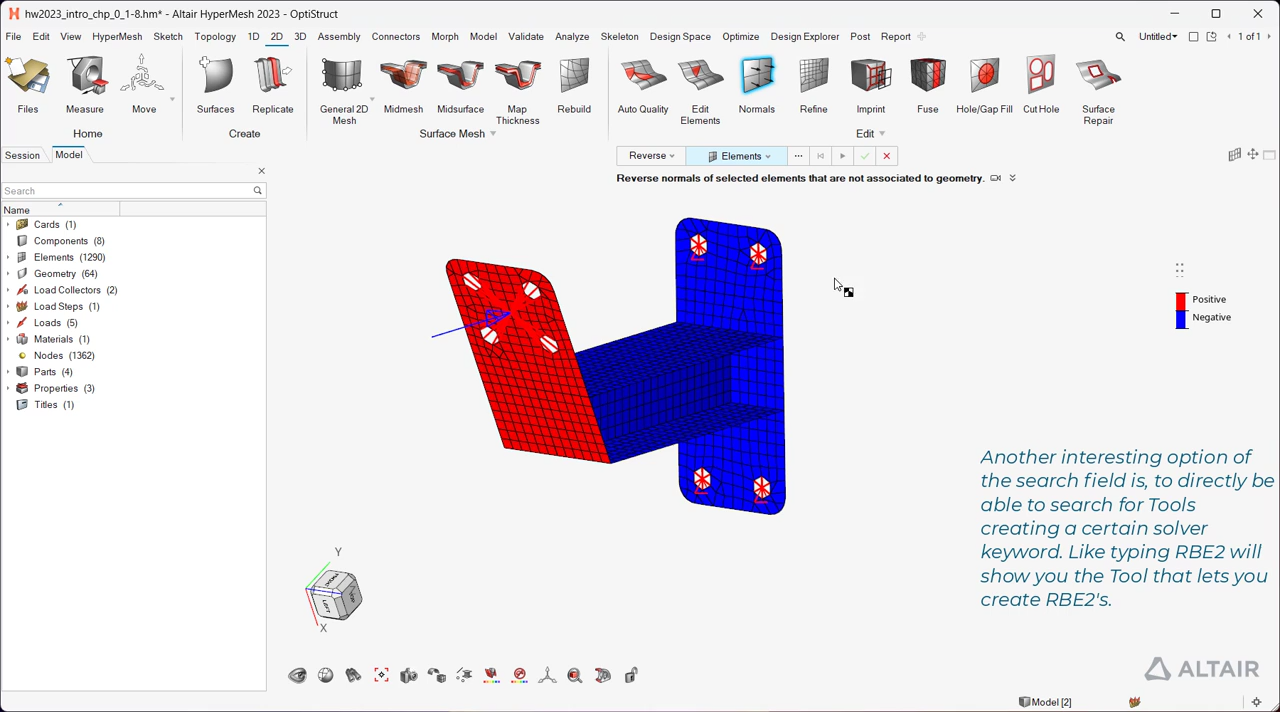 hw2023_intro_chp_0_1-8.hm* - Altair HyperMesh 2023 - OptiStruct
File Edit View HyperMesh Sketch Topology 1D 2D 3D Assembly Connectors Morph Model Validate Analyze Skeleton Design Space Optimize Design Explorer Post Report Untitled 1 of 1
Files Measure Move Surfaces Replicate General 2D Mesh Midmesh Midsurface Map Thickness Rebuild Auto Quality Edit Elements Normals Refine Imprint Fuse Hole/Gap Fill Cut Hole Surface Repair
Home Create Surface Mesh Edit
Session Model
Reverse Elements
Reverse normals of selected elements that are not associated to geometry.
Search
Name
Cards (1)
Components (8)
Elements (1290)
Geometry (64)
Load Collectors (2)
Load Steps (1)
Loads (5)
Materials (1)
Nodes (1362)
Parts (4)
Properties (3)
Titles (1)
Positive
Negative
Another interesting option of
the search field is, to directly be
able to search for Tools
creating a certain solver
keyword. Like typing RBE2 will
show you the Tool that lets you
create RBE2's.
Y
LEFT
X
ALTAIR
Model [2]